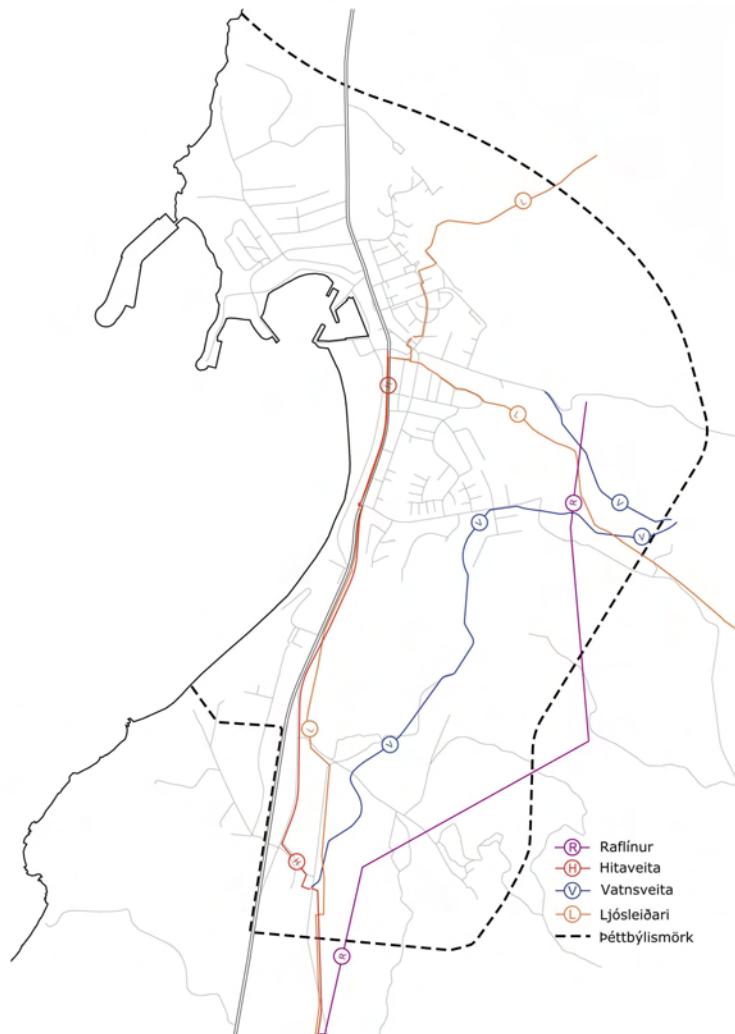 L
H
L
R
V
V
V
L
V
H
R
R Raflínur
H Hitaveita
V Vatnsveita
L Ljósleiðari
Þéttbýlismörk